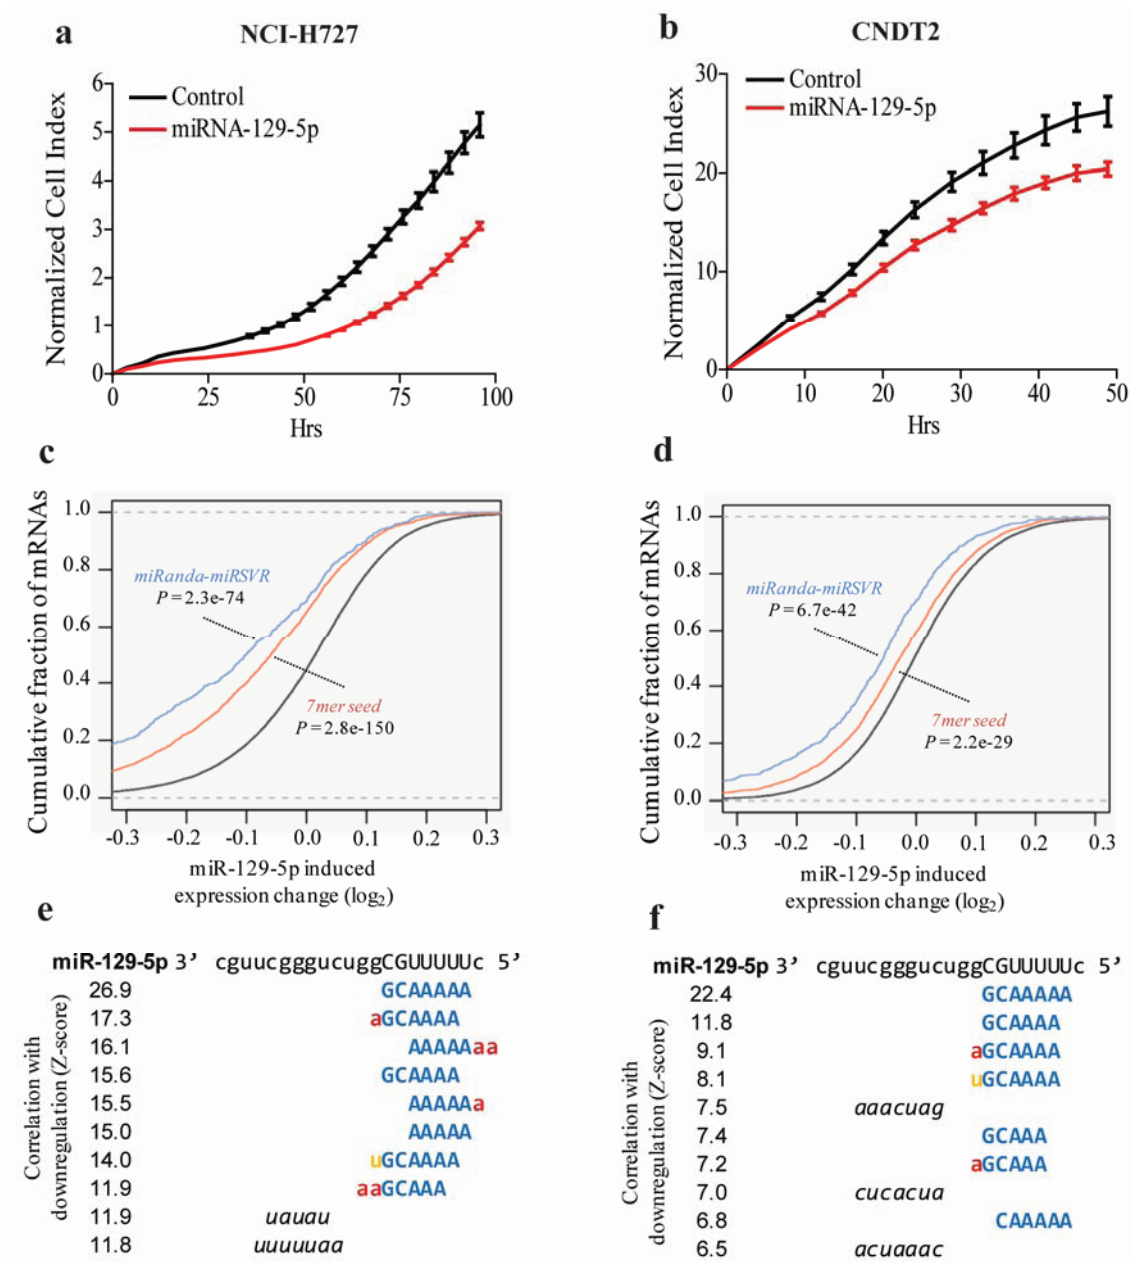 a
NCI-H727
6
5
4
3
2
1
0
Normalized Cell Index
Control
miRNA-129-5p
0
25
50
75
100
Hrs
b
CNDT2
30
20
10
0
Normalized Cell Index
Control
miRNA-129-5p
0
10
20
30
40
50
Hrs
c
1.0
0.8
0.6
0.4
0.2
0.0
Cumulative fraction of mRNAs
miRanda-miRSVR
P = 2.3e-74
7mer seed
P = 2.8e-150
-0.3
-0.2
-0.1
0.0
0.1
0.2
0.3
miR-129-5p induced
expression change (log2)
d
1.0
0.8
0.6
0.4
0.2
0.0
Cumulative fraction of mRNAs
miRanda-miRSVR
P = 6.7e-42
7mer seed
P = 2.2e-29
-0.3
-0.2
-0.1
0.0
0.1
0.2
0.3
miR-129-5p induced
expression change (log2)
e
miR-129-5p 3’ cguucgggucuggCGUUUUUc 5’
Correlation with
downregulation (Z-score)
26.9 GCAAAAA
17.3 aGCAAAA
16.1 AAAAAaa
15.6 GCAAAA
15.5 AAAAAa
15.0 AAAAA
14.0 uGCAAAA
11.9 aaGCAAA
11.9 uauau
11.8 uuuuuaa
f
miR-129-5p 3’ cguucgggucuggCGUUUUUc 5’
Correlation with
downregulation (Z-score)
22.4 GCAAAAA
11.8 GCAAAA
9.1 aGCAAAA
8.1 uGCAAAA
7.5 aaacuag
7.4 GCAAA
7.2 aGCAAA
7.0 cucacua
6.8 CAAAAA
6.5 acuaaac